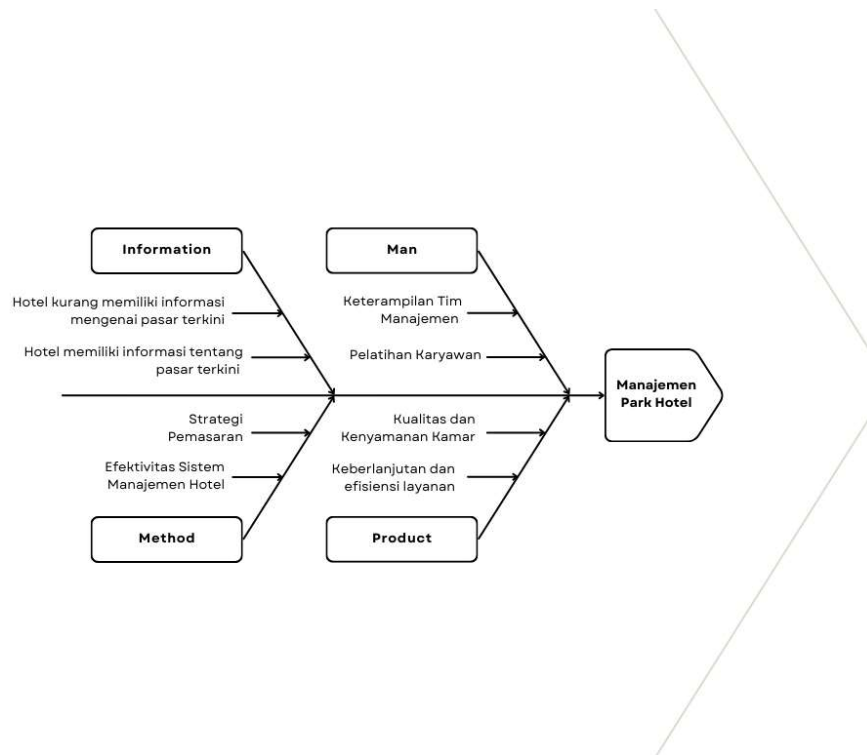 Information
Hotel kurang memiliki informasi
mengenai pasar terkini
Hotel memiliki informasi tentang
pasar terkini
Man
Keterampilan Tim
Manajemen
Pelatihan Karyawan
Manajemen
Park Hotel
Strategi
Pemasaran
Efektivitas Sistem
Manajemen Hotel
Method
Kualitas dan
Kenyamanan Kamar
Keberlanjutan dan
efisiensi layanan
Product